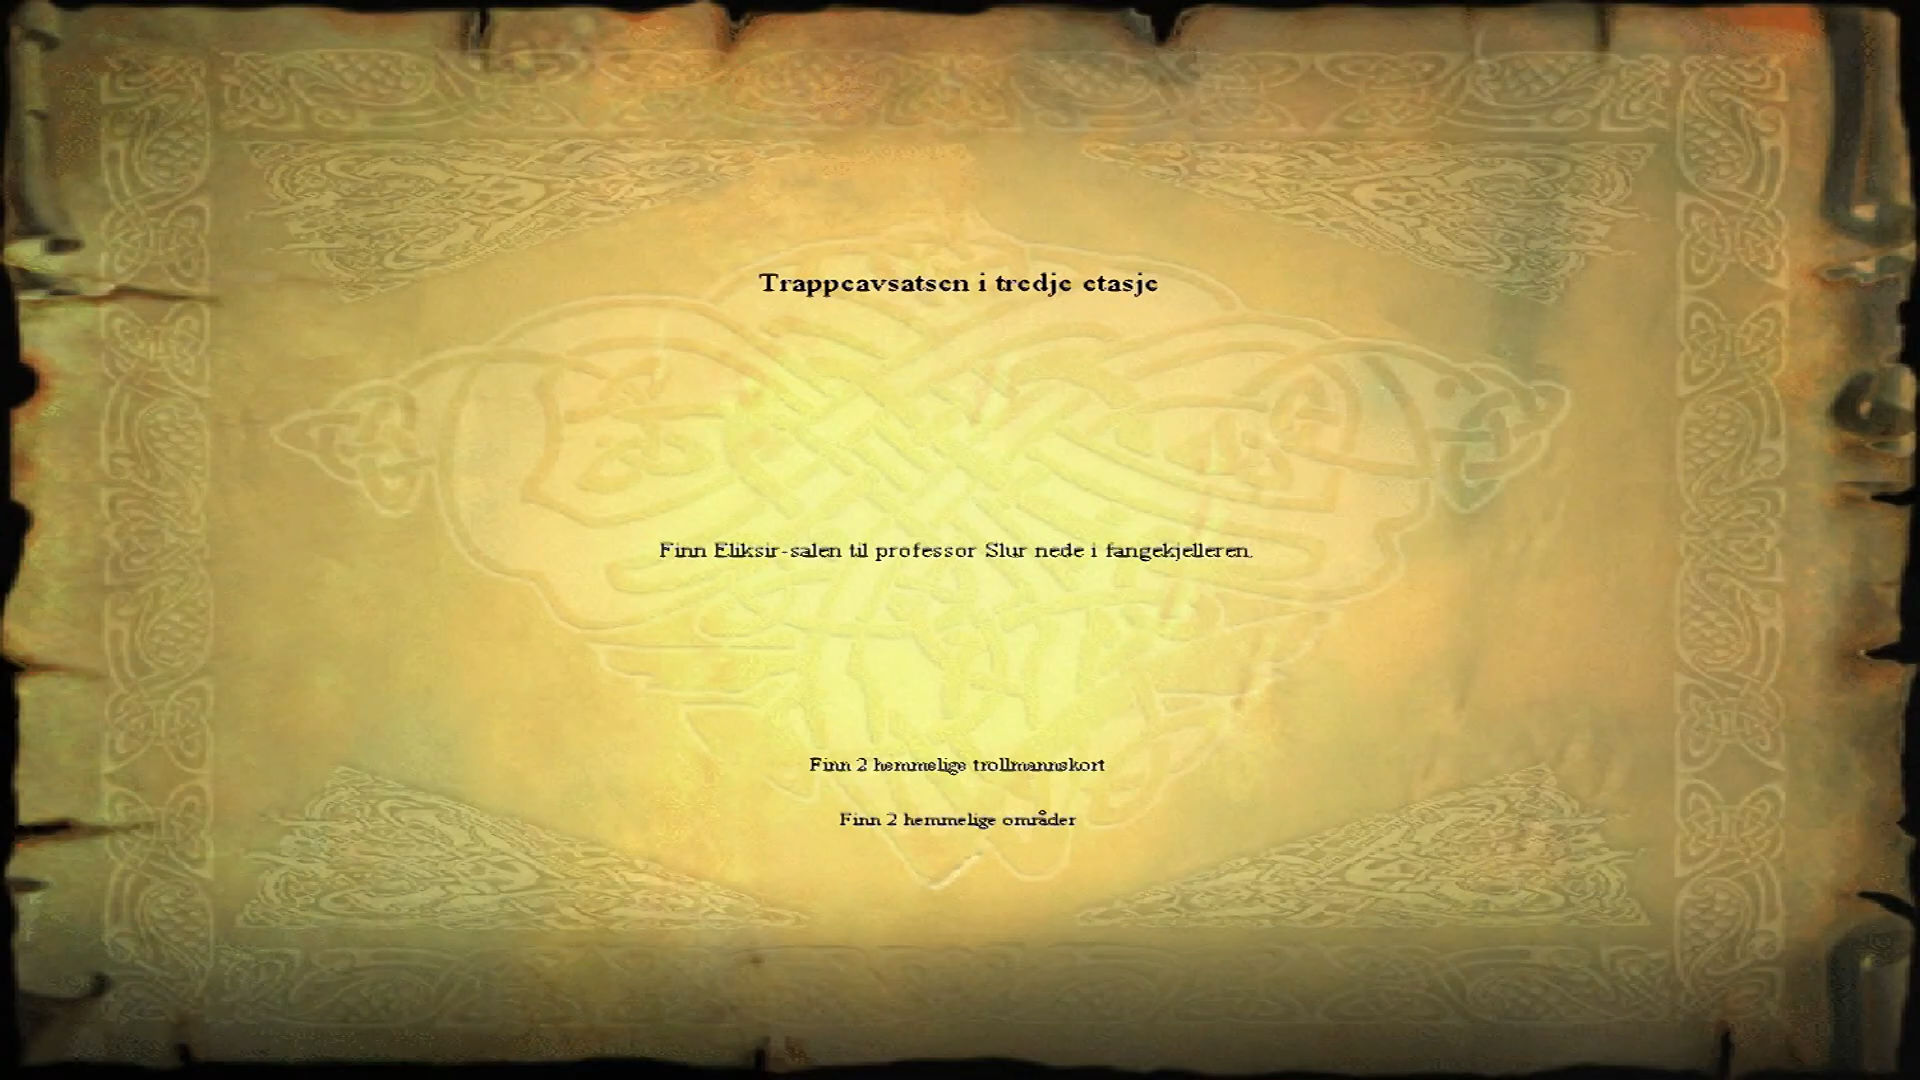 Trappeavsatsen i tredje etasje
Finn Eliksir-salen til professor Slur nede i fangekjelleren.
Finn 2 hemmelige trollmannskort
Finn 2 hemmelige områder